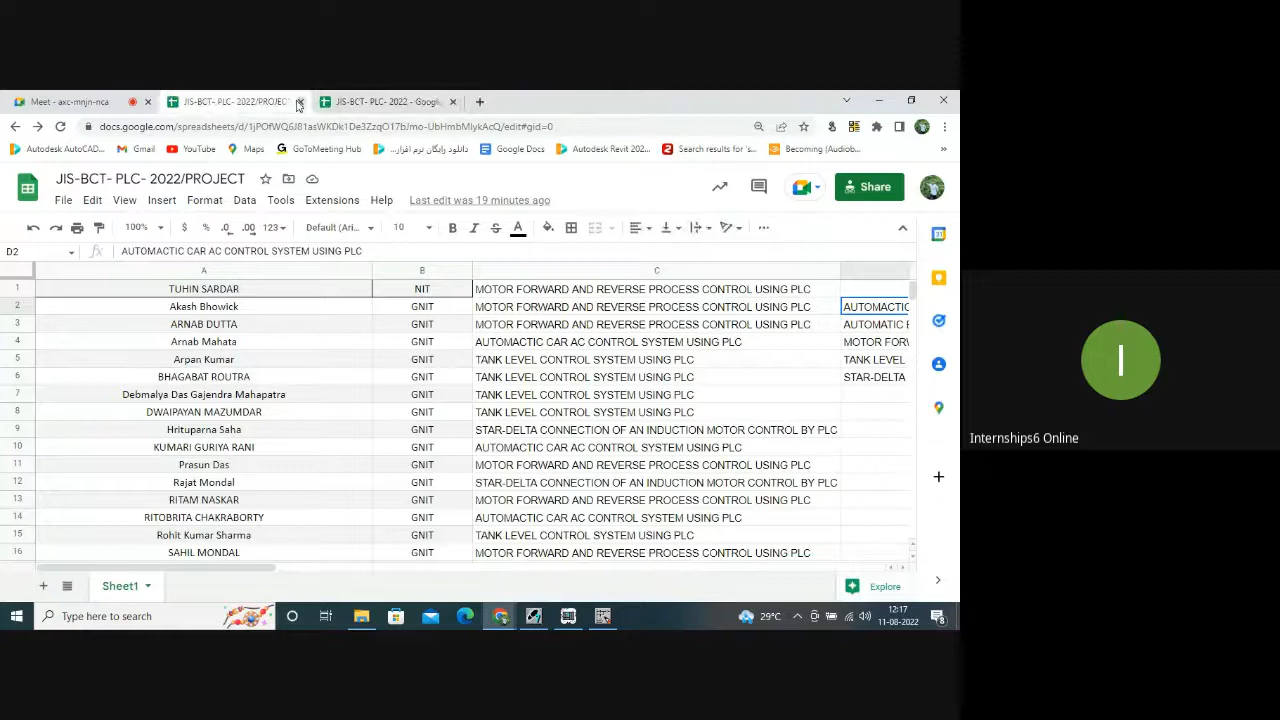 Meet - axc-mnjn-nca
JIS-BCT- PLC- 2022/PROJECT
JIS-BCT- PLC- 2022 - Google
Autodesk AutoCAD...
Gmail
YouTube
Maps
GoToMeeting Hub
دانلود رایگان نرم افزار...
Google Docs
Autodesk Revit 202...
Search results for 's...
Becoming (Audiob...
JIS-BCT- PLC- 2022/PROJECT
File Edit View Insert Format Data Tools Extensions Help Last edit was 19 minutes ago
Share
100% $ % .0 .00 123 Default (Ari... 10 B I S A
D2 fx AUTOMACTIC CAR AC CONTROL SYSTEM USING PLC
A B C
1 TUHIN SARDAR NIT MOTOR FORWARD AND REVERSE PROCESS CONTROL USING PLC
2 Akash Bhowick GNIT MOTOR FORWARD AND REVERSE PROCESS CONTROL USING PLC AUTOMACTIC
3 ARNAB DUTTA GNIT MOTOR FORWARD AND REVERSE PROCESS CONTROL USING PLC AUTOMATIC
4 Arnab Mahata GNIT AUTOMACTIC CAR AC CONTROL SYSTEM USING PLC MOTOR FORW
5 Arpan Kumar GNIT TANK LEVEL CONTROL SYSTEM USING PLC TANK LEVEL
6 BHAGABAT ROUTRA GNIT TANK LEVEL CONTROL SYSTEM USING PLC STAR-DELTA
7 Debmalya Das Gajendra Mahapatra GNIT TANK LEVEL CONTROL SYSTEM USING PLC
8 DWAIPAYAN MAZUMDAR GNIT TANK LEVEL CONTROL SYSTEM USING PLC
9 Hrituparna Saha GNIT STAR-DELTA CONNECTION OF AN INDUCTION MOTOR CONTROL BY PLC
10 KUMARI GURIYA RANI GNIT AUTOMACTIC CAR AC CONTROL SYSTEM USING PLC
11 Prasun Das GNIT MOTOR FORWARD AND REVERSE PROCESS CONTROL USING PLC
12 Rajat Mondal GNIT STAR-DELTA CONNECTION OF AN INDUCTION MOTOR CONTROL BY PLC
13 RITAM NASKAR GNIT MOTOR FORWARD AND REVERSE PROCESS CONTROL USING PLC
14 RITOBRITA CHAKRABORTY GNIT AUTOMACTIC CAR AC CONTROL SYSTEM USING PLC
15 Rohit Kumar Sharma GNIT TANK LEVEL CONTROL SYSTEM USING PLC
16 SAHIL MONDAL GNIT MOTOR FORWARD AND REVERSE PROCESS CONTROL USING PLC
Sheet1
Explore
Type here to search
29°C
12:17
11-08-2022
8
I
Internships6 Online